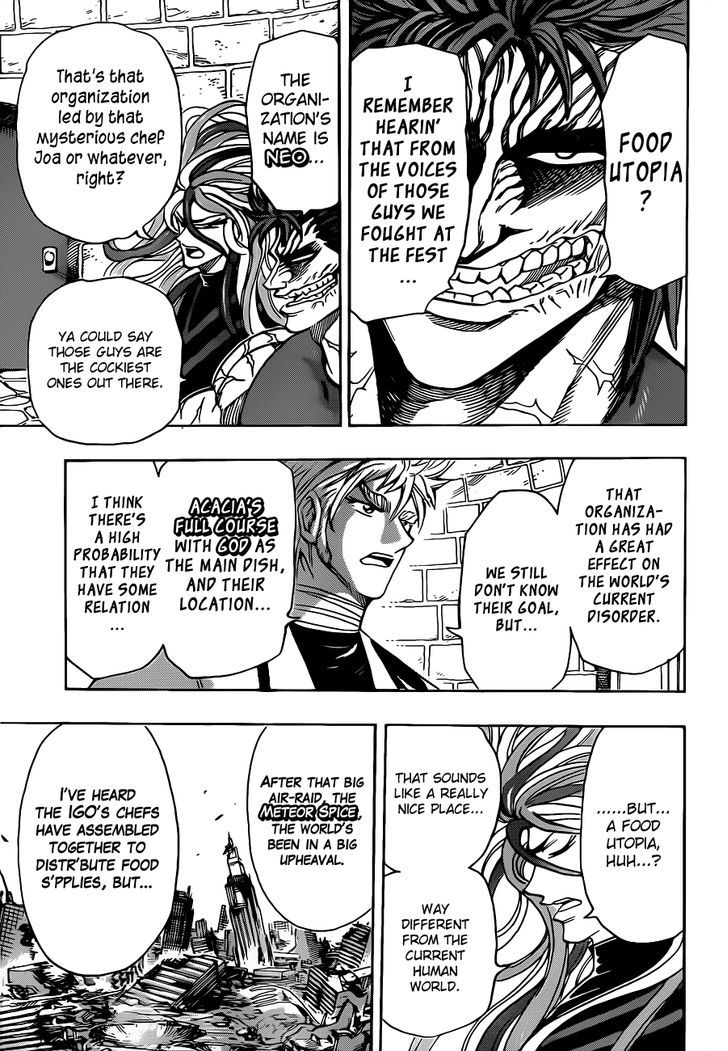 FOOD
UTOPIA
?
I
REMEMBER
HEARIN'
THAT FROM
THE VOICES
OF THOSE
GUYS WE
FOUGHT AT
THE FEST
...
THE
ORGANI-
ZATION'S
NAME IS
NEO...
That's that
organization
led by that
mysterious chef
Joa or whatever,
right?
YA COULD SAY
THOSE GUYS ARE
THE COCKIEST
ONES OUT THERE.
THAT
ORGANIZA-
TION HAS HAD
A GREAT
EFFECT ON
THE WORLD'S
CURRENT
DISORDER.
WE STILL
DON'T KNOW
THEIR GOAL,
BUT...
ACACIA'S
FULL COURSE
WITH GOD AS
THE MAIN DISH,
AND THEIR
LOCATION...
I THINK
THERE'S
A HIGH
PROBABILITY
THAT THEY
HAVE SOME
RELATION
...
......BUT...
A FOOD
UTOPIA,
HUH...?
THAT SOUNDS
LIKE A REALLY
NICE PLACE...
WAY
DIFFERENT
FROM THE
CURRENT
HUMAN
WORLD.
AFTER THAT BIG
AIR-RAID, THE
METEOR SPICE,
THE WORLD'S
BEEN IN A BIG
UPHEAVAL.
I'VE HEARD
THE IGO'S CHEFS
HAVE ASSEMBLED
TOGETHER TO
DISTR'BUTE FOOD
S'PPLIES, BUT...